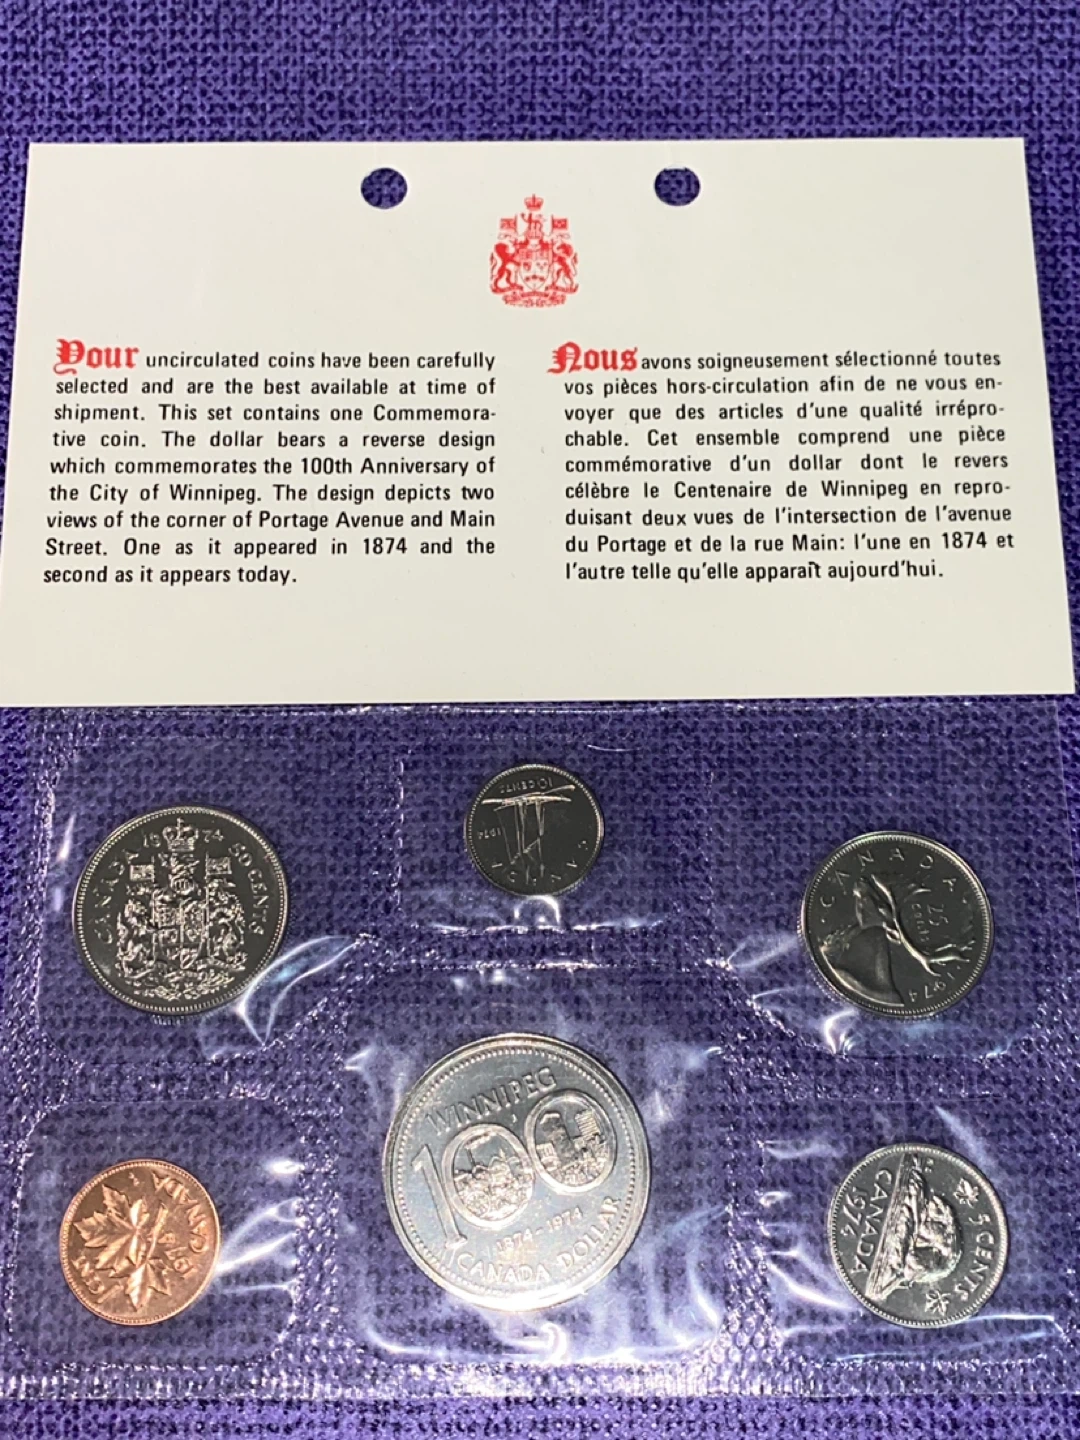 Your uncirculated coins have been carefully
selected and are the best available at time of
shipment. This set contains one Commemora-
tive coin. The dollar bears a reverse design
which commemorates the 100th Anniversary of
the City of Winnipeg. The design depicts two
views of the corner of Portage Avenue and Main
Street. One as it appeared in 1874 and the
second as it appears today.
Nous avons soigneusement sélectionné toutes
vos pièces hors-circulation afin de ne vous en-
voyer que des articles d'une qualité irrépro-
chable. Cet ensemble comprend une pièce
commémorative d'un dollar dont le revers
célèbre le Centenaire de Winnipeg en repro-
duisant deux vues de l'intersection de l'avenue
du Portage et de la rue Main: l'une en 1874 et
l'autre telle qu'elle apparaît aujourd'hui.
CANADA 1974 50 CENTS
10 CENTS
1974
CANADA
CANADA
25
CENTS
1974
1 CENT 1974
CANADA
WINNIPEG
100
1874-1974
CANADA DOLLAR
5 CENTS
CANADA
1974